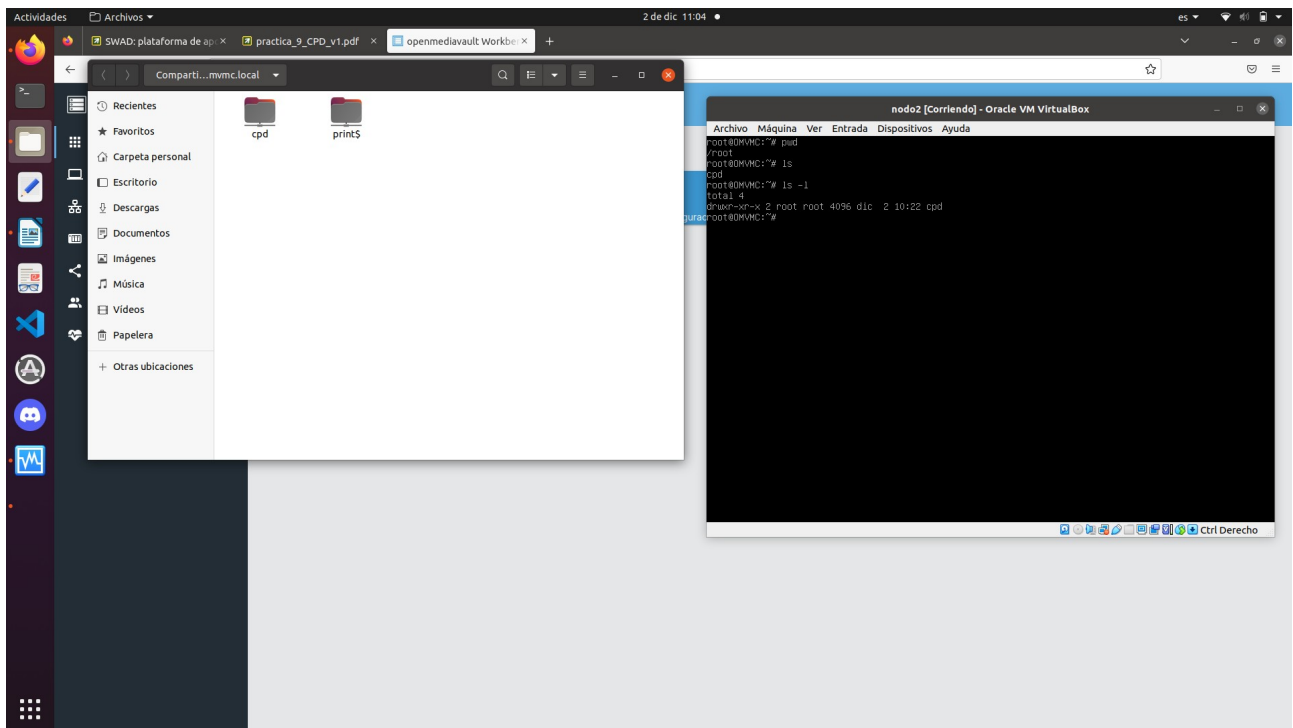 Actividades
Archivos
2 de dic 11:04
es
SWAD: plataforma de apo
practica_9_CPD_v1.pdf
openmediavault Workbe
Comparti...mvmc.local
Recientes
Favoritos
Carpeta personal
Escritorio
Descargas
Documentos
Imágenes
Música
Vídeos
Papelera
+ Otras ubicaciones
cpd
print$
gurac
nodo2 [Corriendo] - Oracle VM VirtualBox
Archivo Máquina Ver Entrada Dispositivos Ayuda
root@OMVMC:~# pwd
/root
root@OMVMC:~# ls
cpd
root@OMVMC:~# ls -l
total 4
drwxr-xr-x 2 root root 4096 dic 2 10:22 cpd
root@OMVMC:~#
Ctrl Derecho